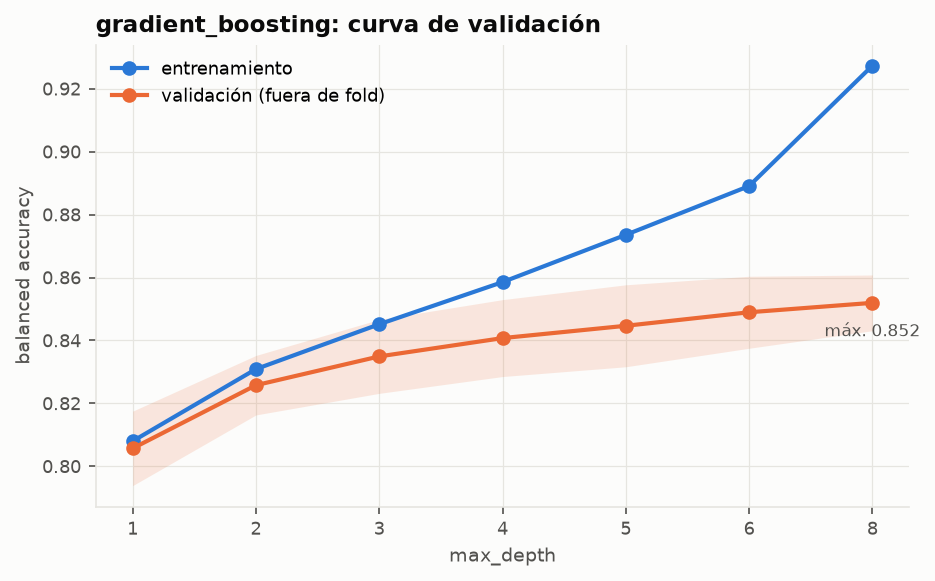 gradient_boosting: curva de validación
entrenamiento
validación (fuera de fold)
balanced accuracy
0.92
0.90
0.88
0.86
0.84
0.82
0.80
máx. 0.852
1 2 3 4 5 6 8
max_depth